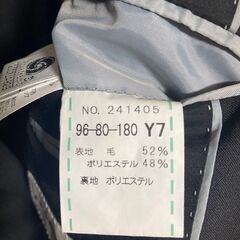 NO. 241405
96-80-180 Y7
表地 毛 52%
ポリエステル 48%
裏地 ポリエステル